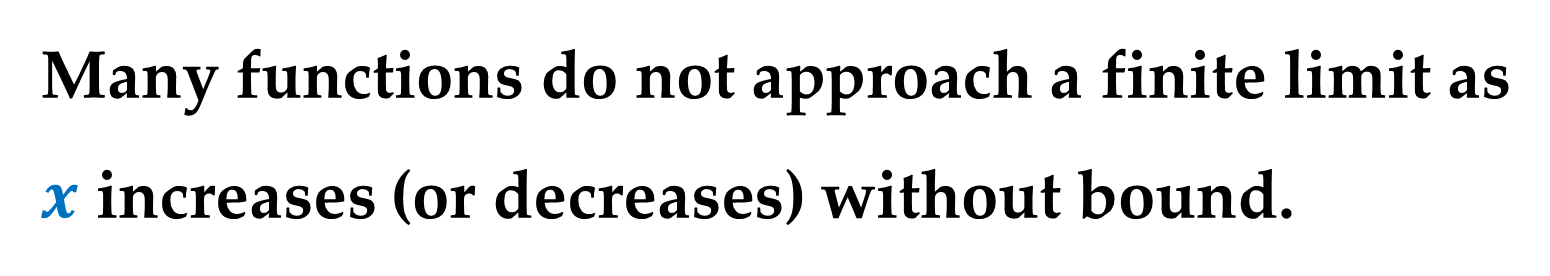 Many functions do not approach a finite limit as
x increases (or decreases) without bound.